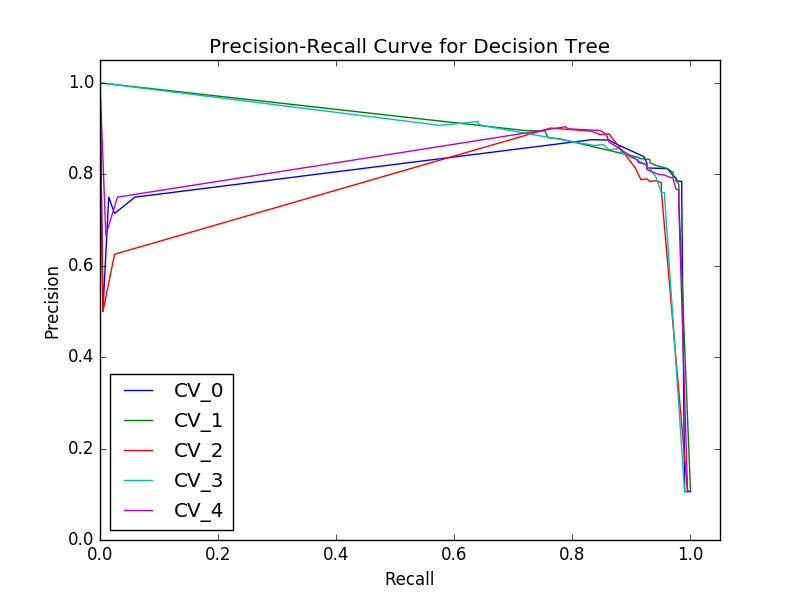 Precision-Recall Curve for Decision Tree
1.0
0.8
0.6
0.4
0.2
0.0
Precision
CV_0
CV_1
CV_2
CV_3
CV_4
0.0 0.2 0.4 0.6 0.8 1.0
Recall